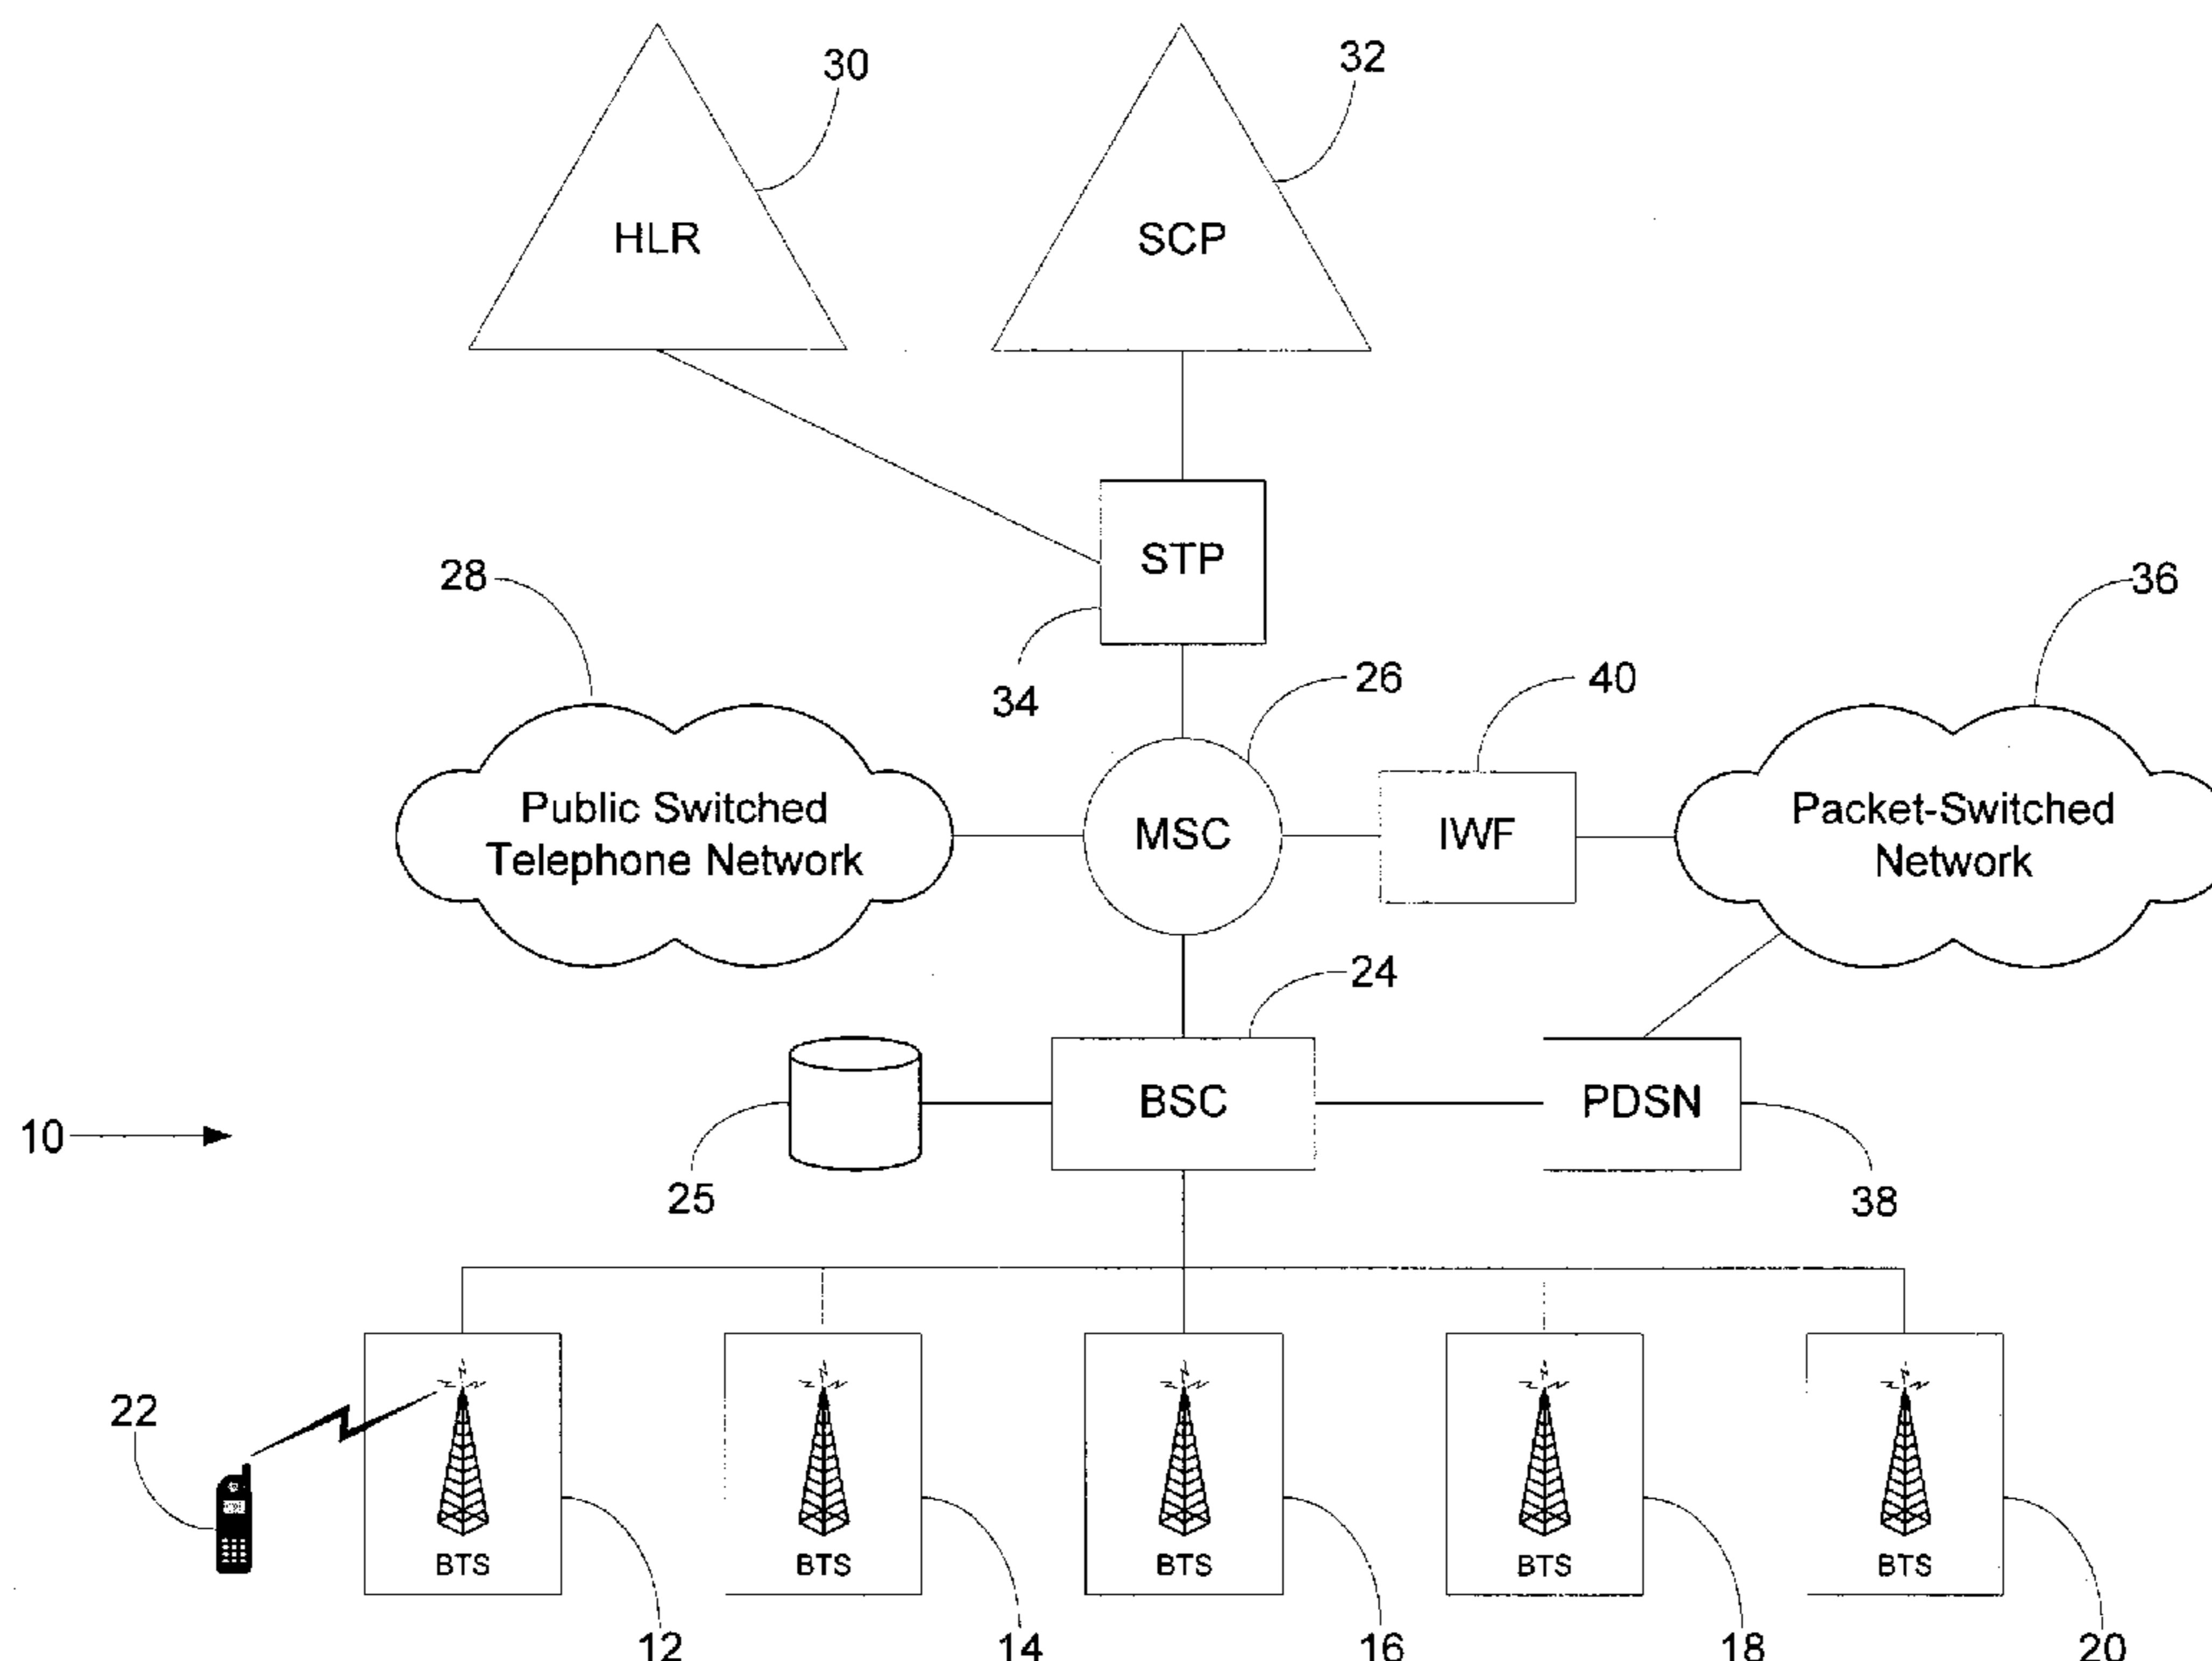 30
32
HLR
SCP
28
STP
36
34
26
40
Public Switched
Telephone Network
MSC
IWF
Packet-Switched
Network
24
10
25
BSC
PDSN
38
22
BTS
BTS
BTS
BTS
BTS
12
14
16
18
20